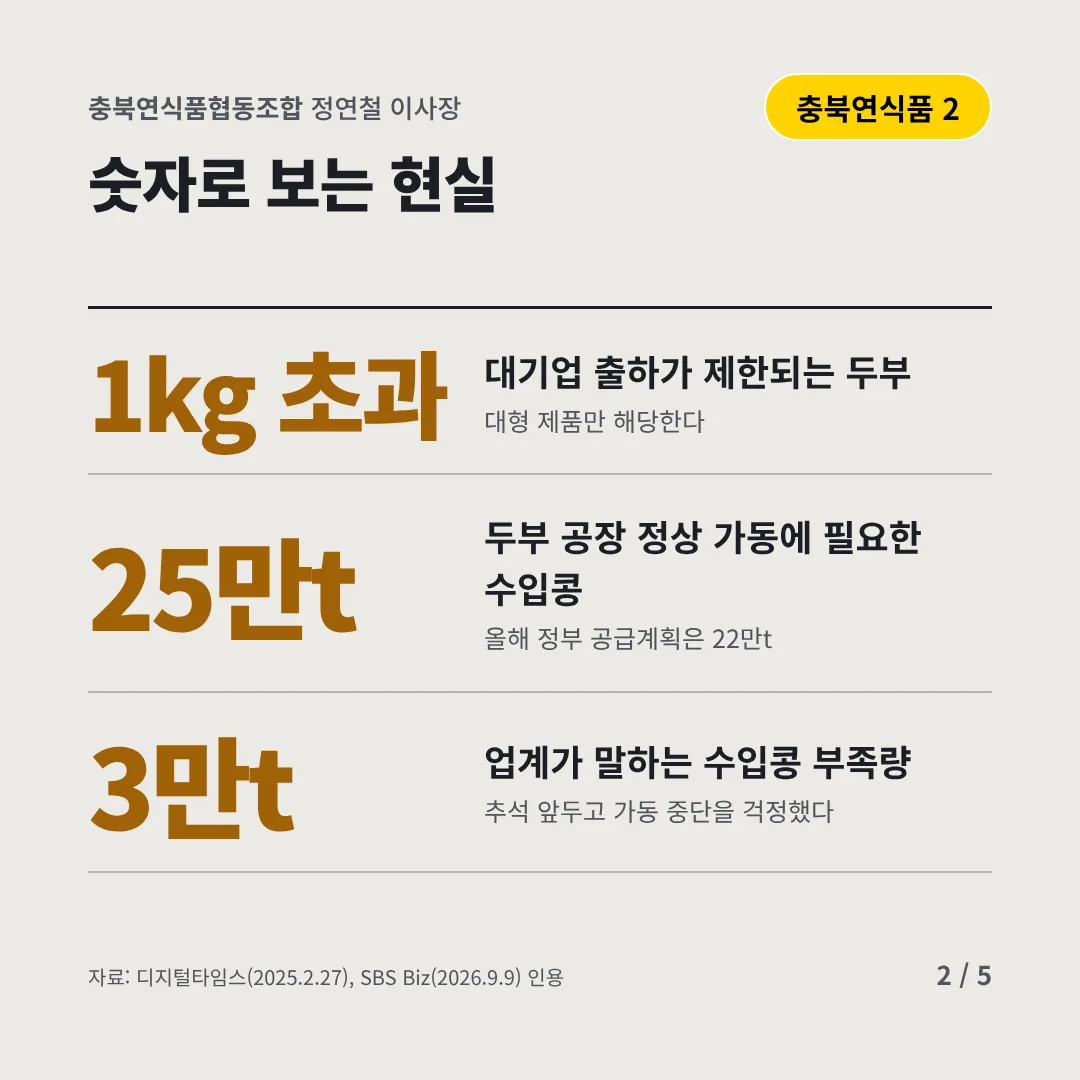 충북연식품협동조합 정연철 이사장
충북연식품 2
숫자로 보는 현실
1kg 초과
대기업 출하가 제한되는 두부
대형 제품만 해당한다
25만t
두부 공장 정상 가동에 필요한
수입콩
올해 정부 공급계획은 22만t
3만t
업계가 말하는 수입콩 부족량
추석 앞두고 가동 중단을 걱정했다
자료: 디지털타임스(2025.2.27), SBS Biz(2026.9.9) 인용
2 / 5